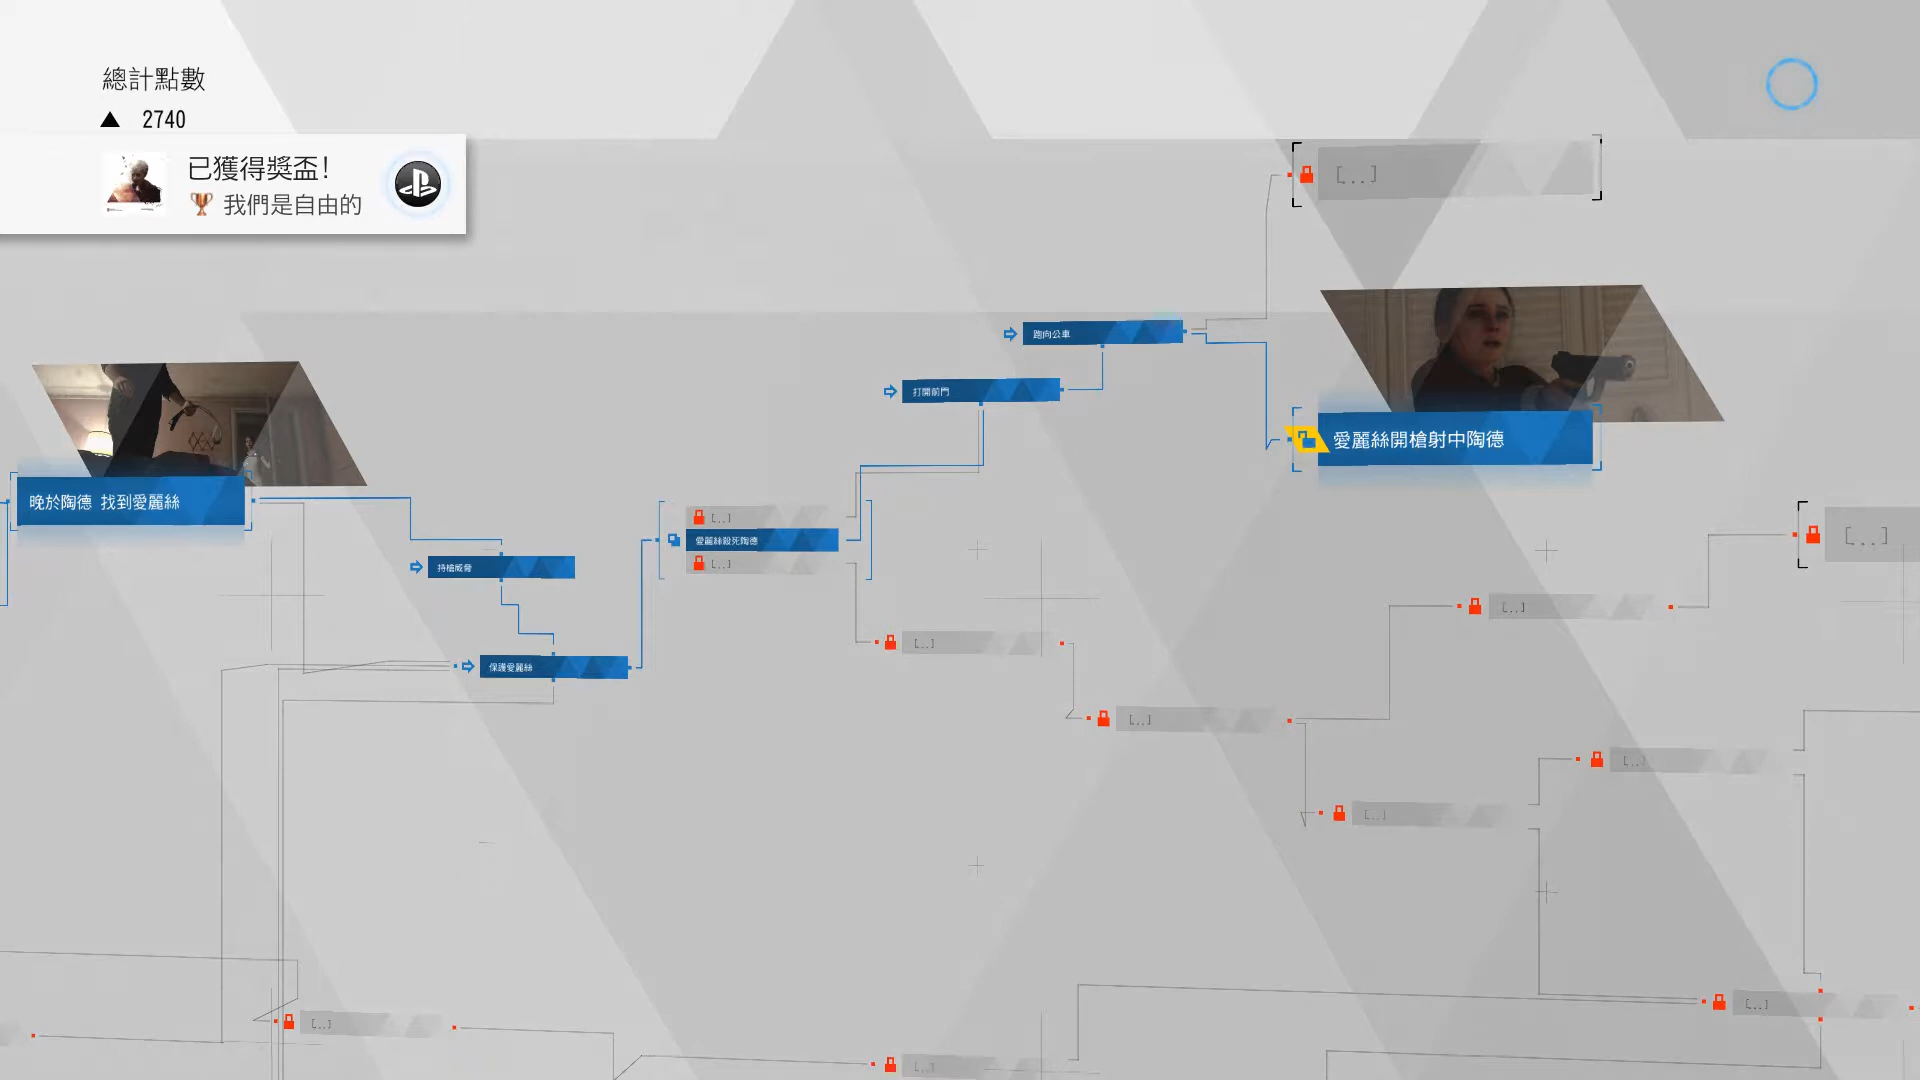 總計點數
▲ 2740
已獲得獎盃!
我們是自由的
[...]
跑向公車
打開前門
愛麗絲開槍射中陶德
晚於陶德 找到愛麗絲
[...]
愛麗絲殺死陶德
[...]
[...]
持槍威脅
[...]
[...]
保護愛麗絲
[...]
[...]
[...]
[...]
[...]
[...]